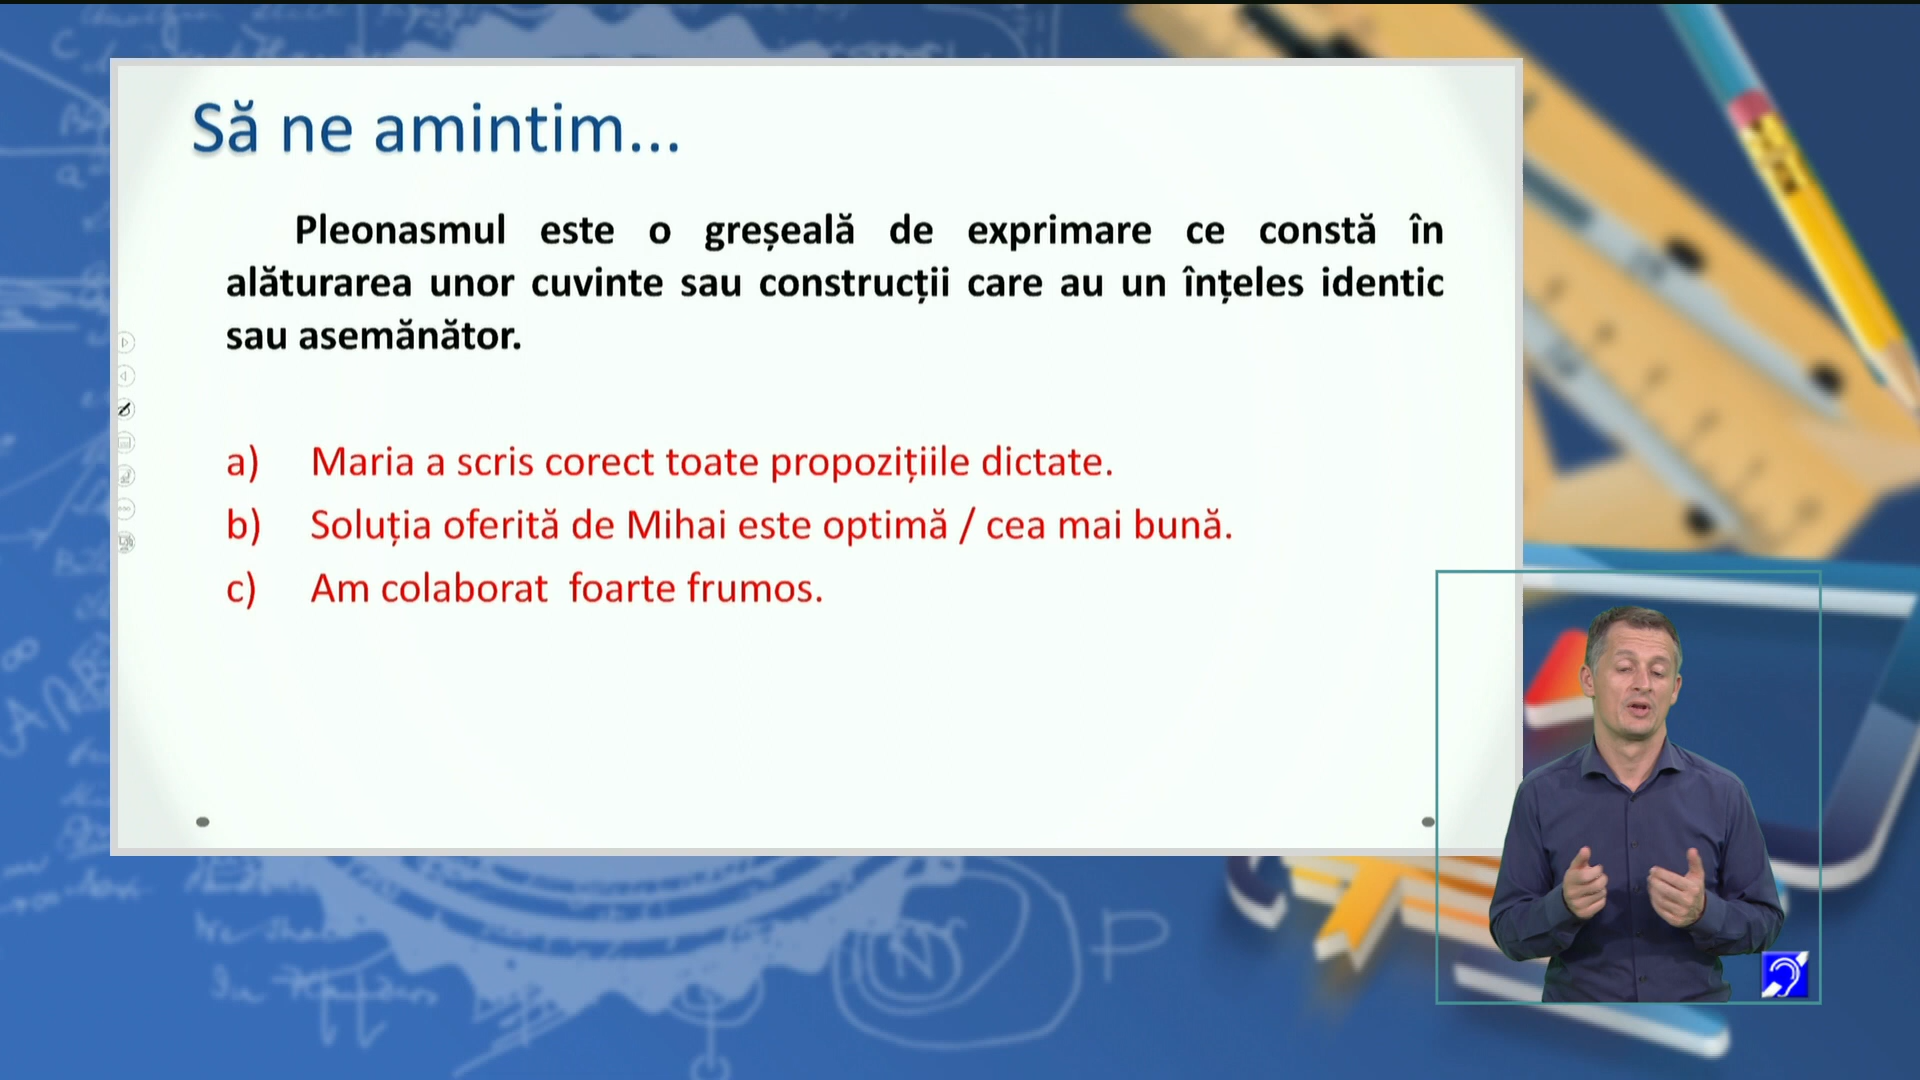 Să ne amintim...
Pleonasmul este o greșeală de exprimare ce constă în
alăturarea unor cuvinte sau construcții care au un înțeles identic
sau asemănător.
a) Maria a scris corect toate propozițiile dictate.
b) Soluția oferită de Mihai este optimă / cea mai bună.
c) Am colaborat foarte frumos.
N
P